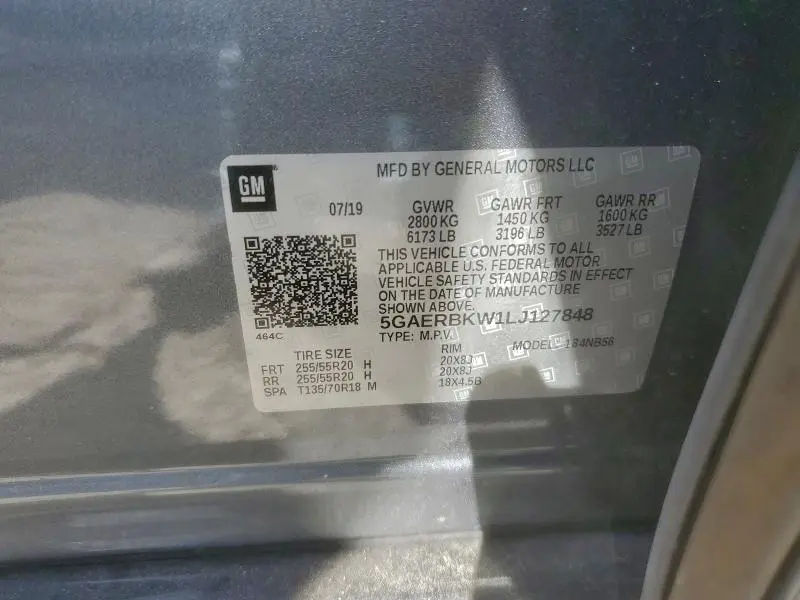 GM
MFD BY GENERAL MOTORS LLC
07/19 GVWR GAWR FRT GAWR RR
2800 KG 1450 KG 1600 KG
6173 LB 3196 LB 3527 LB
THIS VEHICLE CONFORMS TO ALL
APPLICABLE U.S. FEDERAL MOTOR
VEHICLE SAFETY STANDARDS IN EFFECT
ON THE DATE OF MANUFACTURE
SHOWN ABOVE.
5GAERBKW1LJ127848
464C TYPE: M.P.V. MODEL: 184NB56
TIRE SIZE RIM
FRT 255/55R20 H 20X8J
RR 255/55R20 H 20X8J
SPA T135/70R18 M 18X4.5B